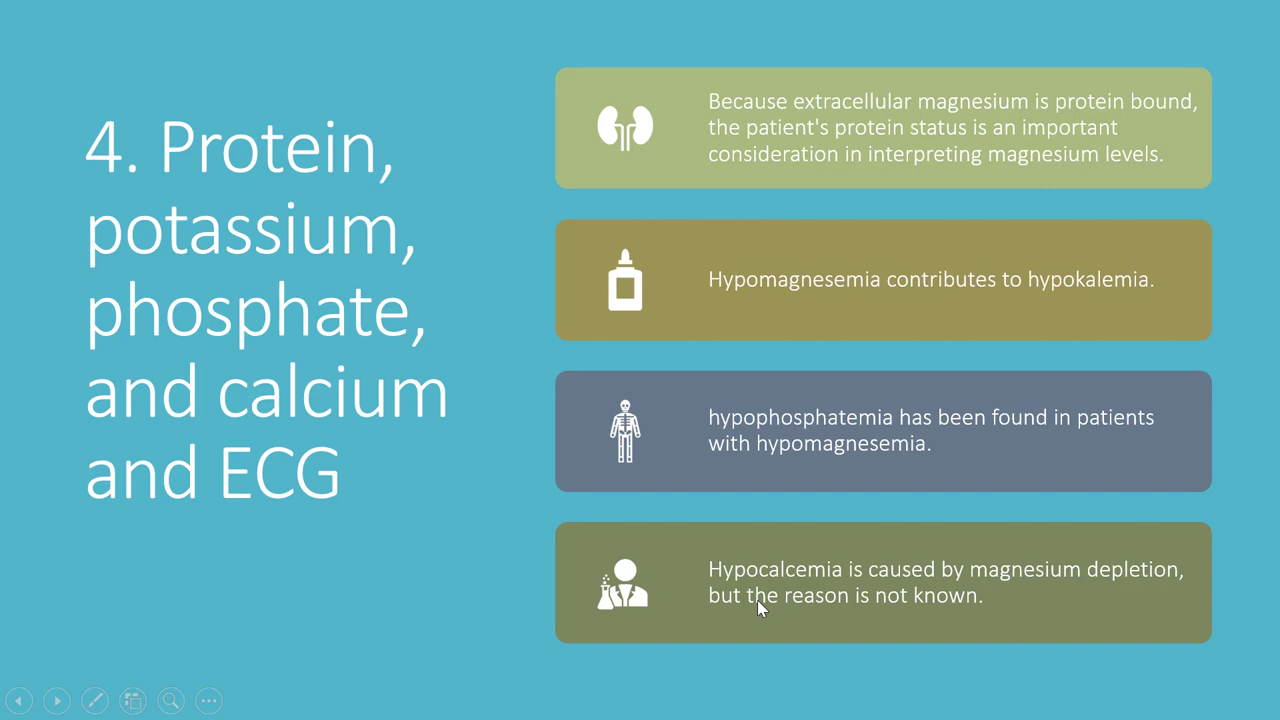 4. Protein,
potassium,
phosphate,
and calcium
and ECG
Because extracellular magnesium is protein bound,
the patient's protein status is an important
consideration in interpreting magnesium levels.
Hypomagnesemia contributes to hypokalemia.
hypophosphatemia has been found in patients
with hypomagnesemia.
Hypocalcemia is caused by magnesium depletion,
but the reason is not known.